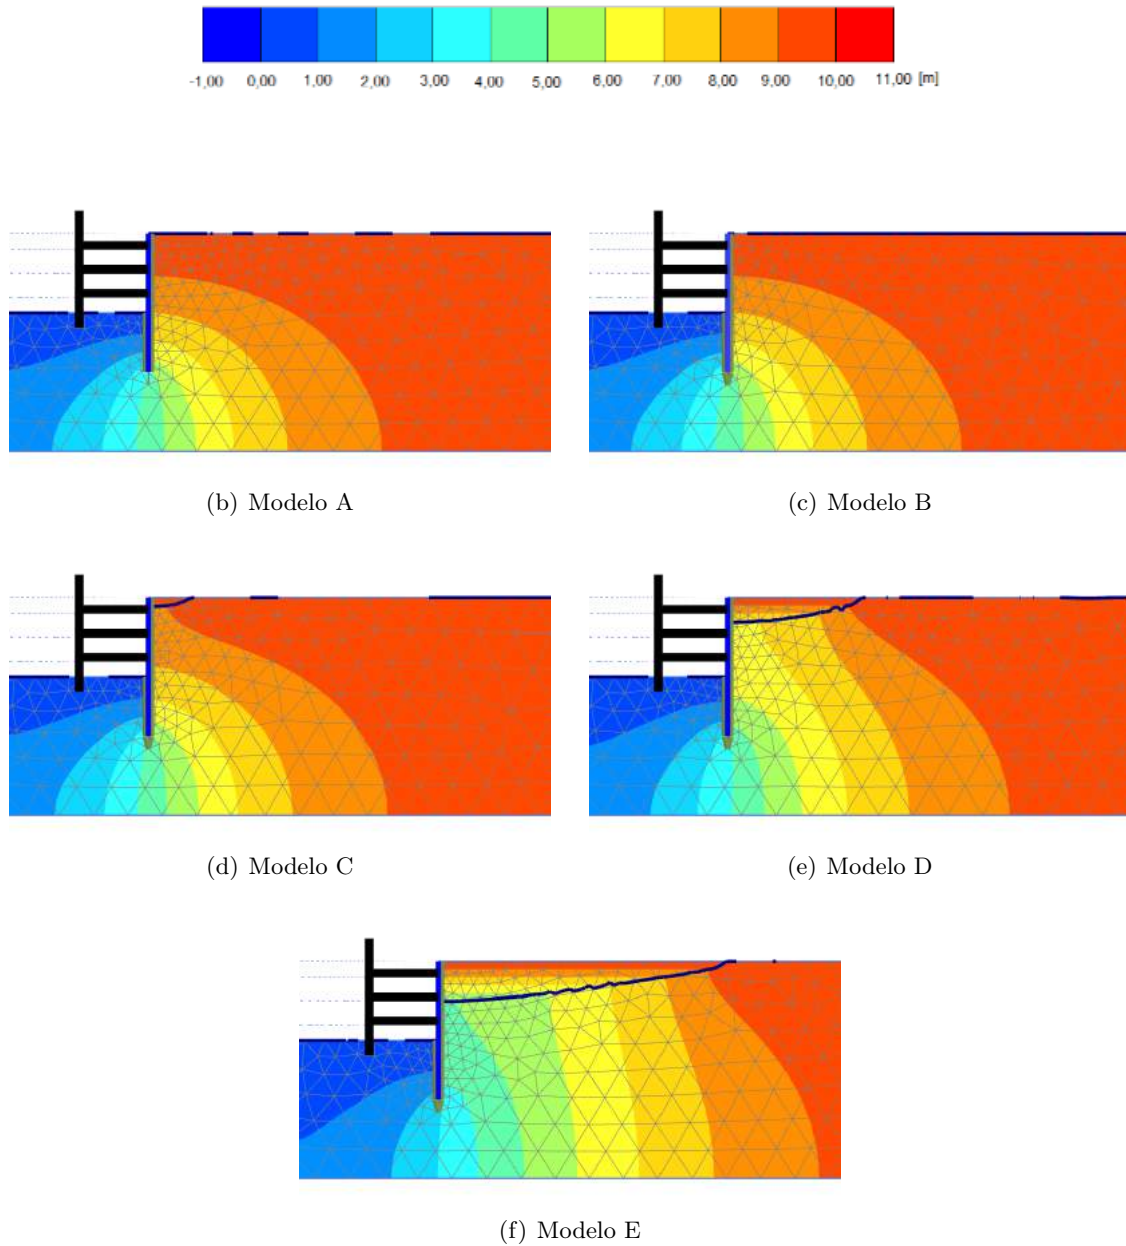 -1,00 0,00 1,00 2,00 3,00 4,00 5,00 6,00 7,00 8,00 9,00 10,00 11,00 [m]
(b) Modelo A
(c) Modelo B
(d) Modelo C
(e) Modelo D
(f) Modelo E